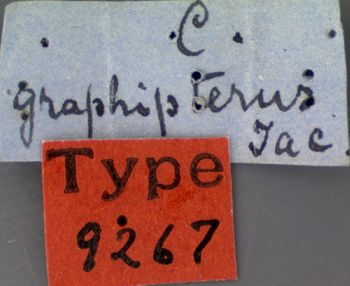 C.
graphipterus
Jac.
Type
9267